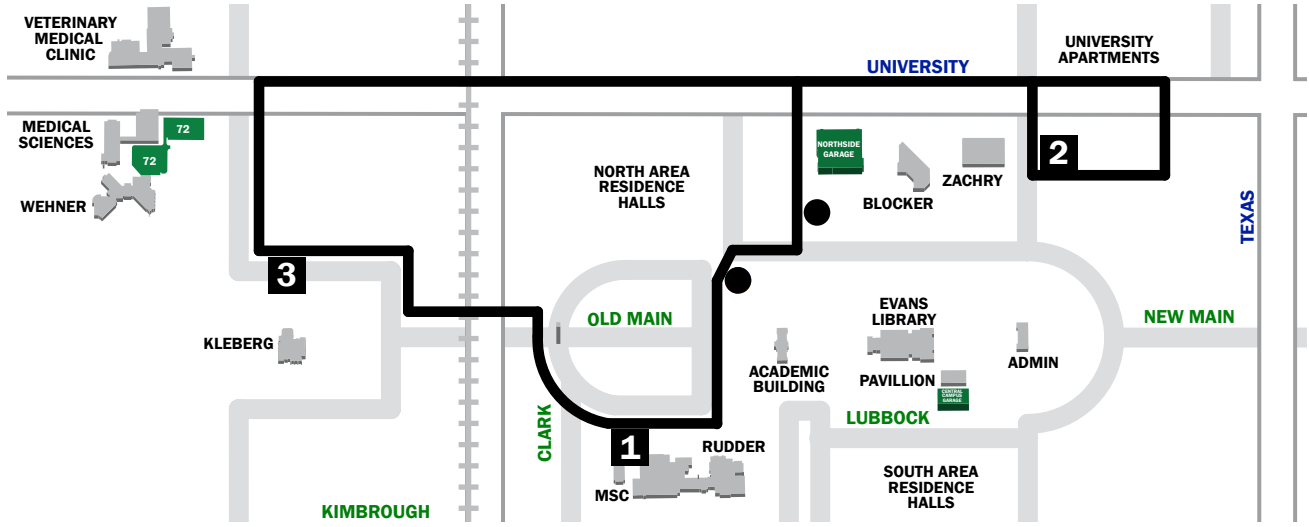 VETERINARY
MEDICAL
CLINIC
UNIVERSITY
UNIVERSITY
APARTMENTS
MEDICAL
SCIENCES
72
72
WEHNER
NORTH AREA
RESIDENCE
HALLS
NORTHSIDE
GARAGE
BLOCKER
ZACHRY
2
TEXAS
3
KLEBERG
OLD MAIN
EVANS
LIBRARY
NEW MAIN
ACADEMIC
BUILDING
PAVILLION
ADMIN
CENTRAL
CAMPUS
GARAGE
CLARK
LUBBOCK
1
RUDDER
MSC
SOUTH AREA
RESIDENCE
HALLS
KIMBROUGH